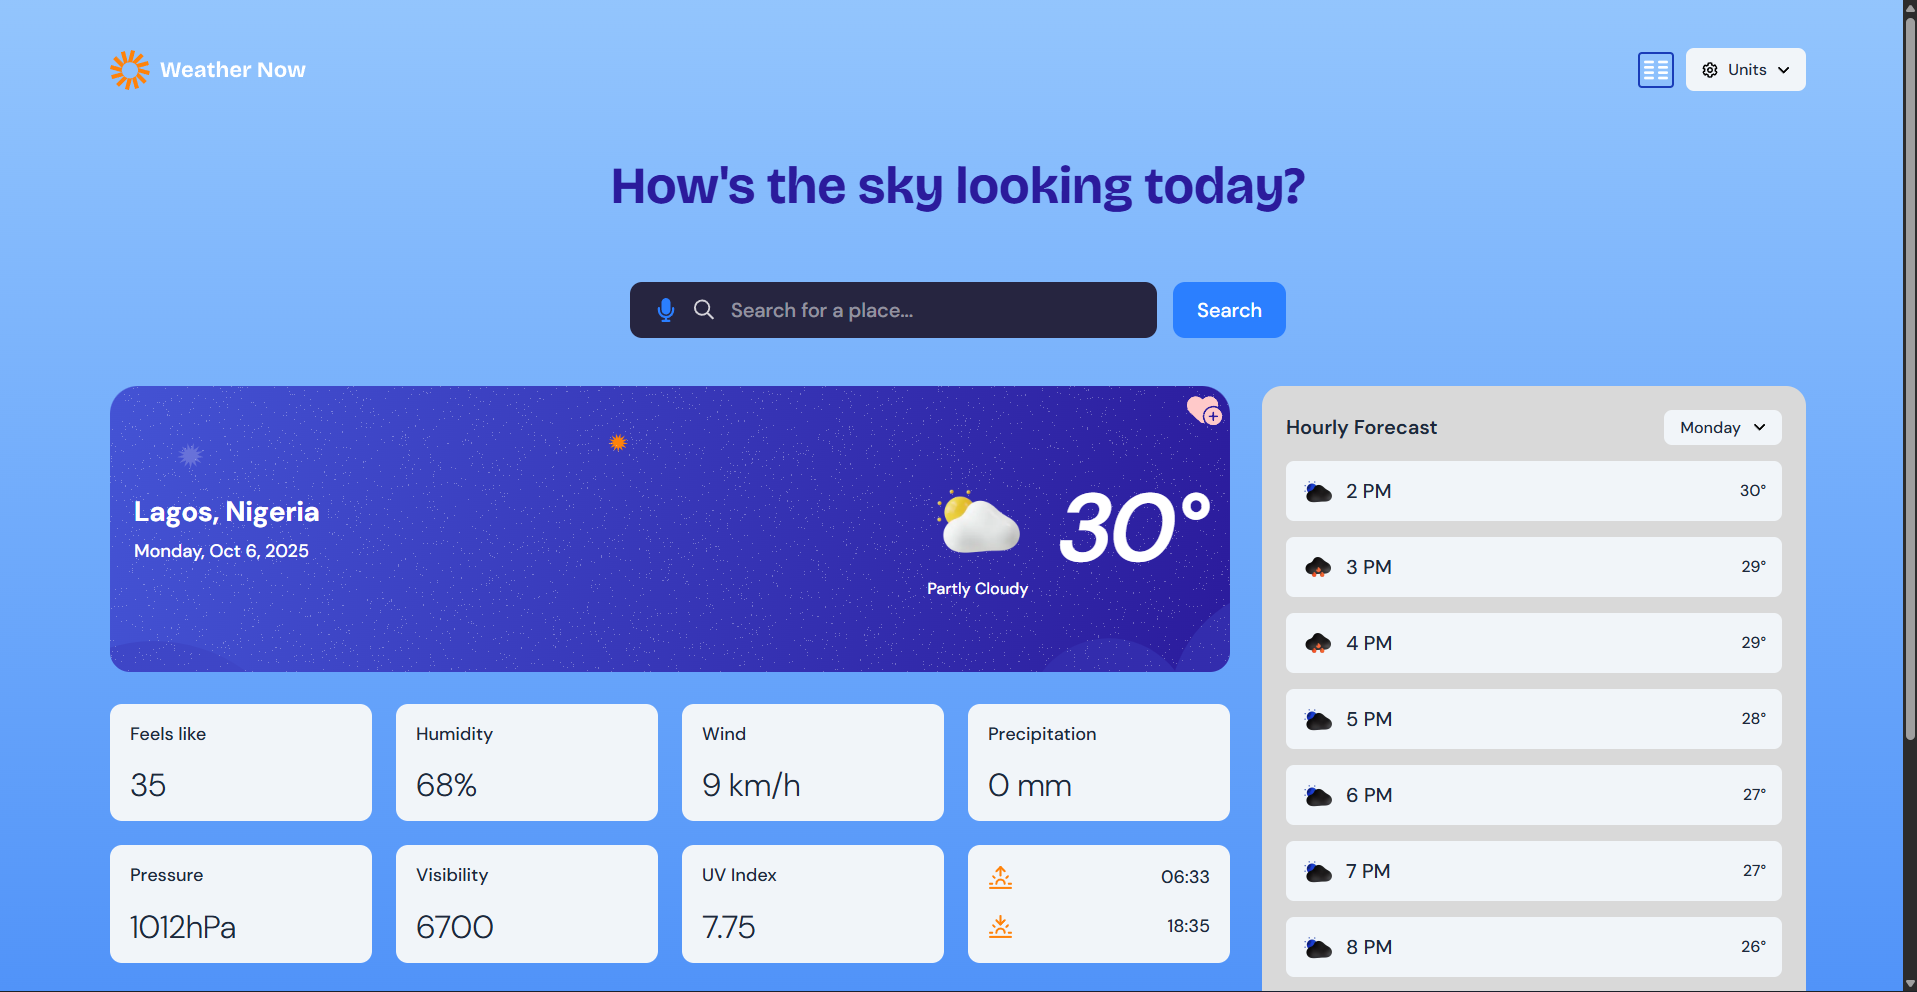 Weather Now
Units
How's the sky looking today?
Search for a place...
Search
Lagos, Nigeria
Monday, Oct 6, 2025
30°
Partly Cloudy
Feels like
35
Humidity
68%
Wind
9 km/h
Precipitation
0 mm
Pressure
1012hPa
Visibility
6700
UV Index
7.75
06:33
18:35
Hourly Forecast
Monday
2 PM 30°
3 PM 29°
4 PM 29°
5 PM 28°
6 PM 27°
7 PM 27°
8 PM 26°